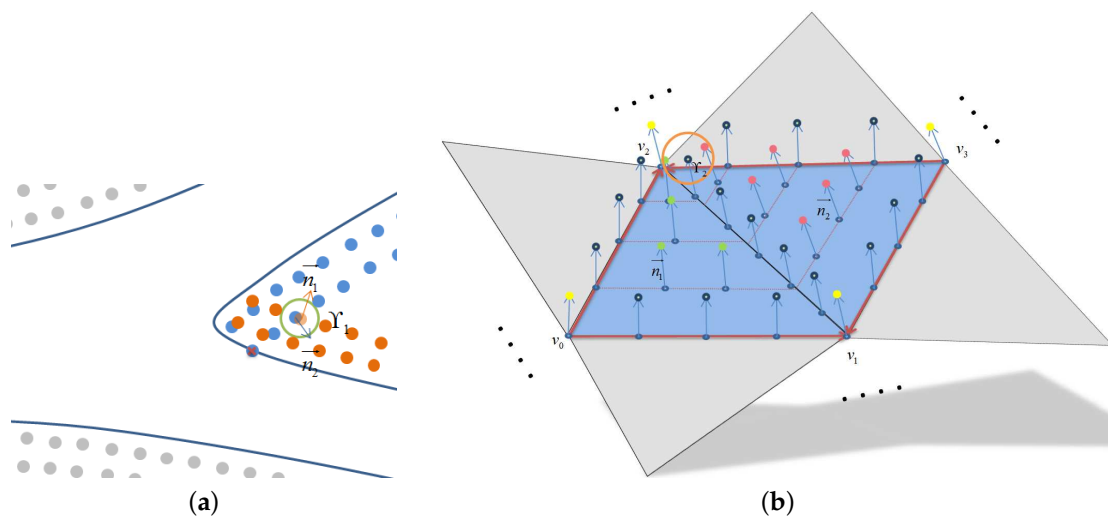 n₁
ϒ₁
n₂
(a)
v₂
ϒ₂
v₃
n₂
n₁
v₀
v₁
(b)